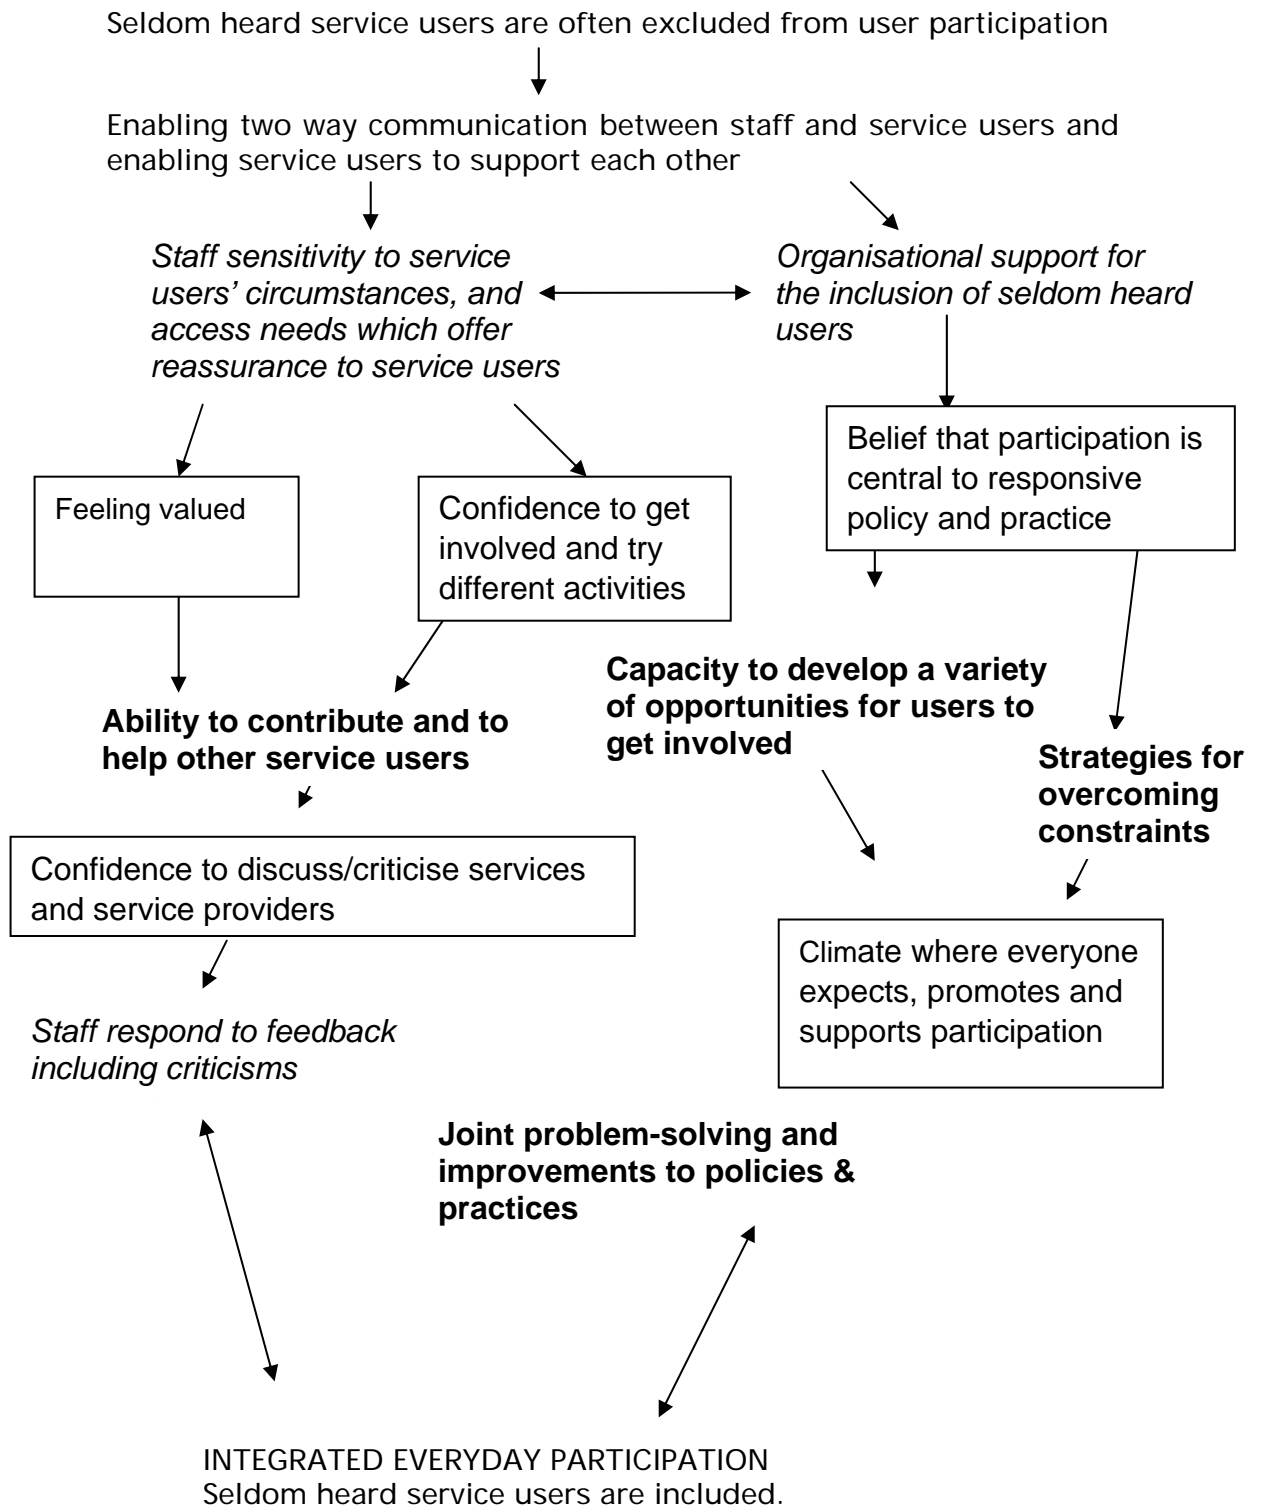 Seldom heard service users are often excluded from user participation
Enabling two way communication between staff and service users and
enabling service users to support each other
Staff sensitivity to service
users’ circumstances, and
access needs which offer
reassurance to service users
Organisational support for
the inclusion of seldom heard
users
Feeling valued
Confidence to get
involved and try
different activities
Belief that participation is
central to responsive
policy and practice
Ability to contribute and to
help other service users
Capacity to develop a variety
of opportunities for users to
get involved
Strategies for
overcoming
constraints
Confidence to discuss/criticise services
and service providers
Climate where everyone
expects, promotes and
supports participation
Staff respond to feedback
including criticisms
Joint problem-solving and
improvements to policies &
practices
INTEGRATED EVERYDAY PARTICIPATION
Seldom heard service users are included.